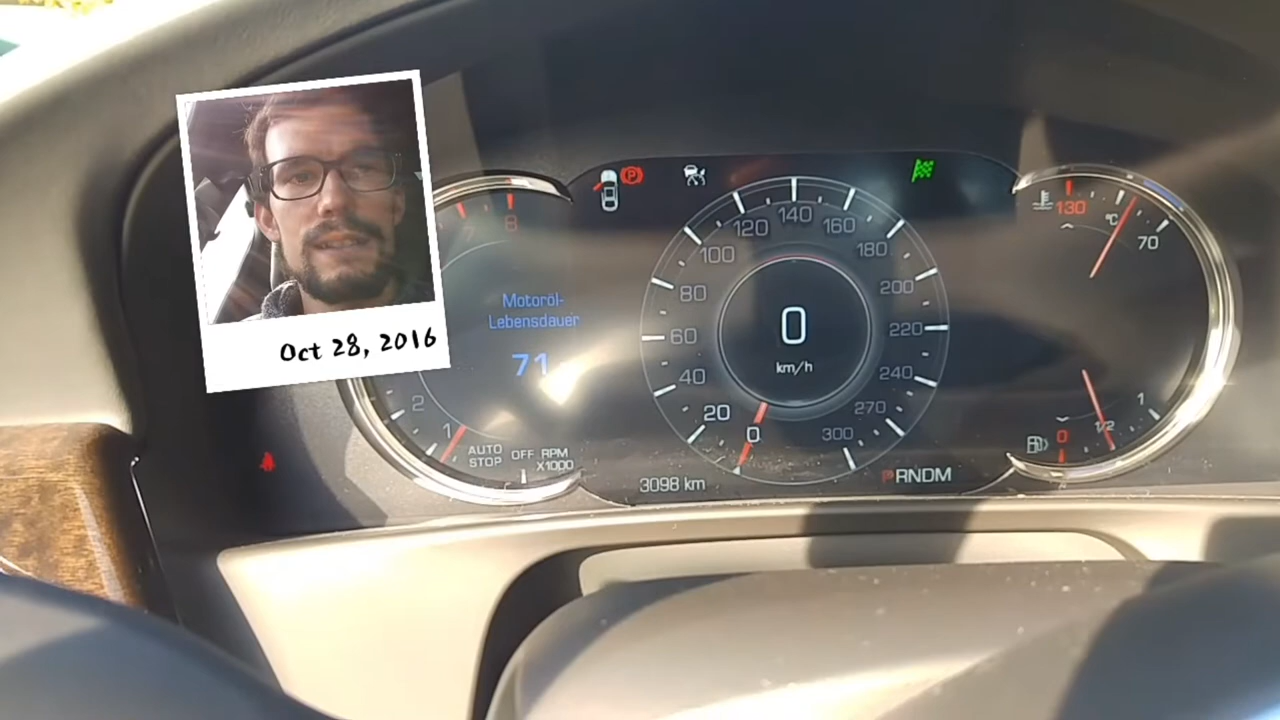 Oct 28, 2016
8
2
1
AUTO
STOP
OFF
RPM
X1000
Motoröl-
Lebensdauer
71
P
0
20
40
60
80
100
120
140
160
180
200
220
240
270
300
0
km/h
3098 km
PRNDM
130
°C
70
0
1/2
1